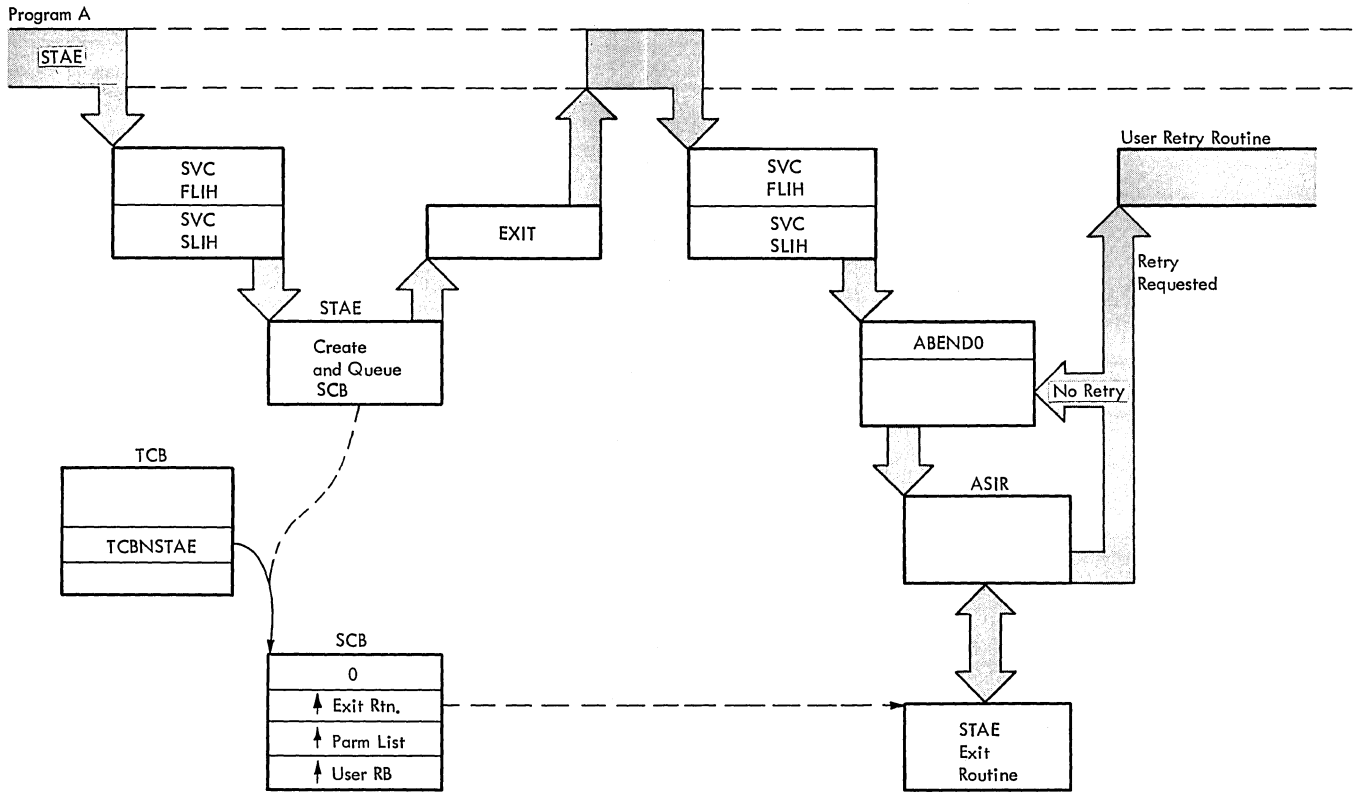 Program A
STAE
SVC
FLIH
SVC
SLIH
EXIT
SVC
FLIH
SVC
SLIH
User Retry Routine
Retry
Requested
STAE
Create
and Queue
SCB
ABEND0
No Retry
TCB
TCBNSTAE
ASIR
SCB
0
Exit Rtn.
Parm List
User RB
STAE
Exit
Routine